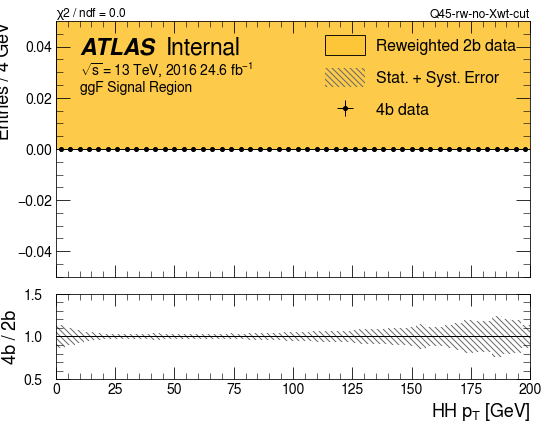 χ2 / ndf = 0.0
Q45-rw-no-Xwt-cut
ATLAS Internal
√s = 13 TeV, 2016 24.6 fb⁻¹
ggF Signal Region
Reweighted 2b data
Stat. + Syst. Error
4b data
Entries / 4 GeV
0.04
0.02
0.00
−0.02
−0.04
4b / 2b
1.5
1.0
0.5
0 25 50 75 100 125 150 175 200
HH p_T [GeV]